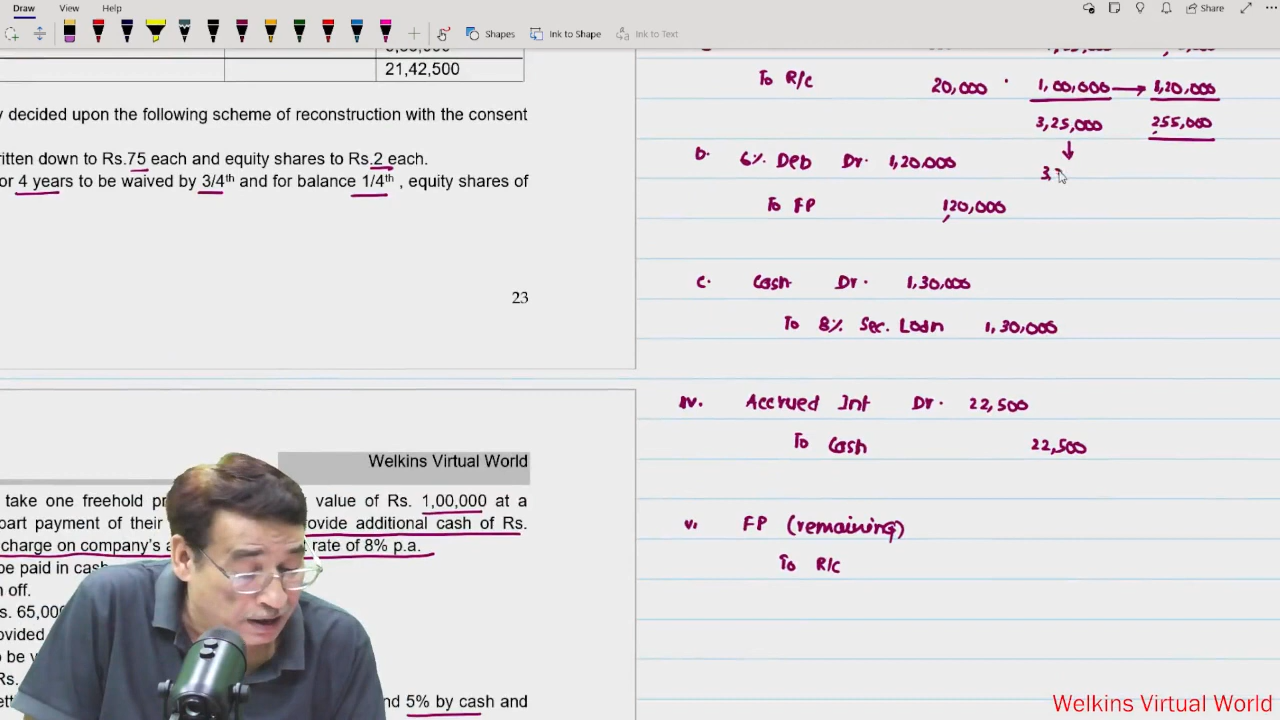 Draw View Help
Share
Shapes Ink to Shape Ink to Text
21,42,500
y decided upon the following scheme of reconstruction with the consent
ritten down to Rs.75 each and equity shares to Rs.2 each.
or 4 years to be waived by 3/4th and for balance 1/4th , equity shares of
23
Welkins Virtual World
take one freehold pr value of Rs. 1,00,000 at a
part payment of their rovide additional cash of Rs.
charge on company's a rate of 8% p.a.
be paid in cash
n off.
s. 65,000
rovided
o be v
Rs.
ett nd 5% by cash and
To R/C 20,000 1,00,000 → 1,20,000
3,25,000 255,000
b. 6% Deb Dr. 1,20,000
3,
To FP 120,000
c. Cash Dr. 1,30,000
To 8% Sec. Loan 1,30,000
iv. Accrued Int Dr. 22,500
To Cash 22,500
v. FP (remaining)
To R/C
Welkins Virtual World